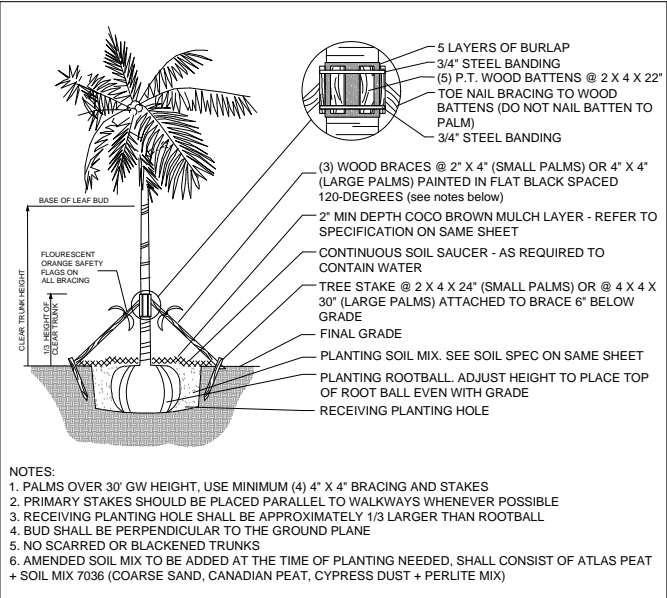 5 LAYERS OF BURLAP
3/4" STEEL BANDING
(5) P.T. WOOD BATTENS @ 2 X 4 X 22"
TOE NAIL BRACING TO WOOD
BATTENS (DO NOT NAIL BATTEN TO
PALM)
3/4" STEEL BANDING
(3) WOOD BRACES @ 2" X 4" (SMALL PALMS) OR 4" X 4"
(LARGE PALMS) PAINTED IN FLAT BLACK SPACED
120-DEGREES (see notes below)
2" MIN DEPTH COCO BROWN MULCH LAYER - REFER TO
SPECIFICATION ON SAME SHEET
CONTINUOUS SOIL SAUCER - AS REQUIRED TO
CONTAIN WATER
TREE STAKE @ 2 X 4 X 24" (SMALL PALMS) OR @ 4 X 4 X
30" (LARGE PALMS) ATTACHED TO BRACE 6" BELOW
GRADE
FINAL GRADE
PLANTING SOIL MIX. SEE SOIL SPEC ON SAME SHEET
PLANTING ROOTBALL. ADJUST HEIGHT TO PLACE TOP
OF ROOT BALL EVEN WITH GRADE
RECEIVING PLANTING HOLE
BASE OF LEAF BUD
FLOURESCENT
ORANGE SAFETY
FLAGS ON
ALL BRACING
CLEAR TRUNK HEIGHT
1/3 HEIGHT OF
CLEAR TRUNK
NOTES:
1. PALMS OVER 30' GW HEIGHT, USE MINIMUM (4) 4" X 4" BRACING AND STAKES
2. PRIMARY STAKES SHOULD BE PLACED PARALLEL TO WALKWAYS WHENEVER POSSIBLE
3. RECEIVING PLANTING HOLE SHALL BE APPROXIMATELY 1/3 LARGER THAN ROOTBALL
4. BUD SHALL BE PERPENDICULAR TO THE GROUND PLANE
5. NO SCARRED OR BLACKENED TRUNKS
6. AMENDED SOIL MIX TO BE ADDED AT THE TIME OF PLANTING NEEDED, SHALL CONSIST OF ATLAS PEAT
+ SOIL MIX 7036 (COARSE SAND, CANADIAN PEAT, CYPRESS DUST + PERLITE MIX)